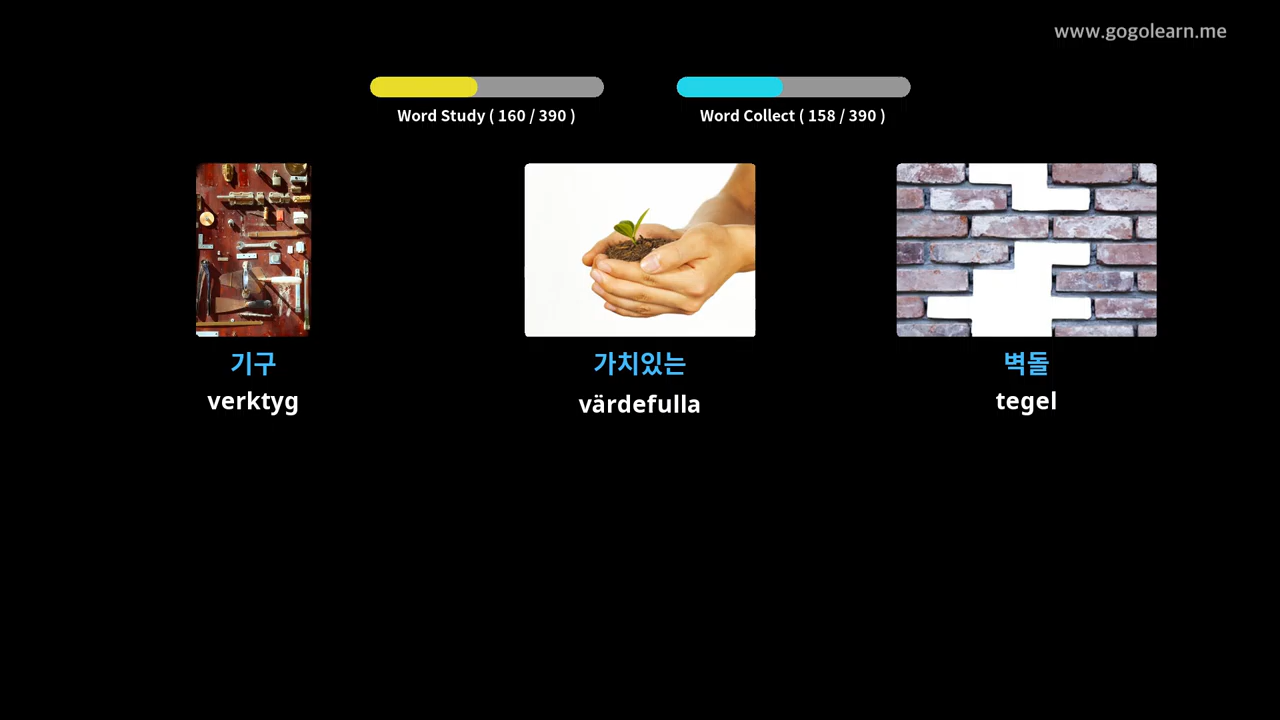 www.gogolearn.me
Word Study ( 160 / 390 )
Word Collect ( 158 / 390 )
기구
가치있는
벽돌
verktyg
värdefulla
tegel